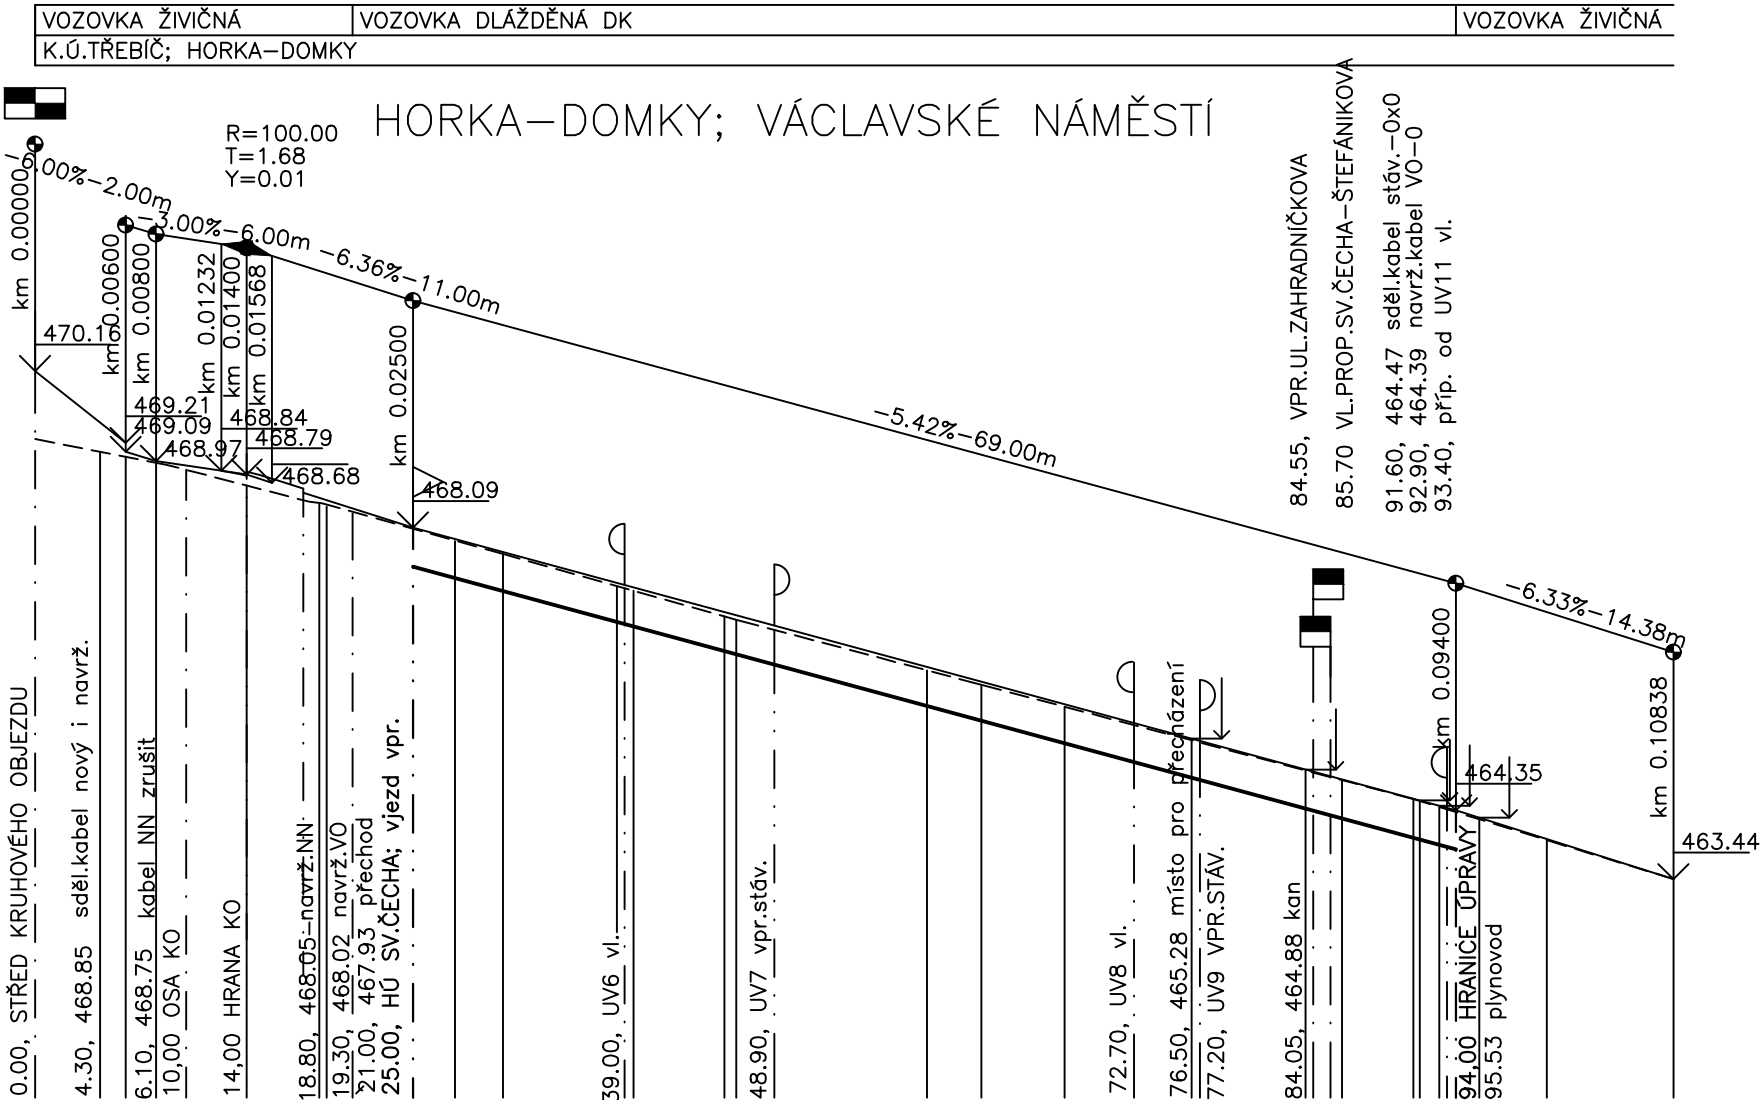 VOZOVKA ŽIVIČNÁ
VOZOVKA DLÁŽDĚNÁ DK
VOZOVKA ŽIVIČNÁ
K.Ú.TŘEBÍČ; HORKA–DOMKY
HORKA–DOMKY; VÁCLAVSKÉ NÁMĚSTÍ
R=100.00
T=1.68
Y=0.01
–6.00%–2.00m
–3.00%–6.00m
–6.36%–11.00m
–5.42%–69.00m
–6.33%–14.38m
km 0.00000
km 0.00600
km 0.00800
km 0.01232
km 0.01400
km 0.01568
km 0.02500
km 0.09400
km 0.10838
470.16
469.21
469.09
468.97
468.84
468.79
468.68
468.09
464.35
463.44
84.55, VPR.UL.ZAHRADNÍČKOVA
85.70 VL.PROP.SV.ČECHA–ŠTEFÁNIKOVA
91.60, 464.47 sděl.kabel stáv.–0x0
92.90, 464.39 navrž.kabel VO–0
93.40, příp. od UV11 vl.
0.00, STŘED KRUHOVÉHO OBJEZDU
4.30, 468.85 sděl.kabel nový i navrž.
6.10, 468.75 kabel NN zrušit
10,00 OSA KO
14,00 HRANA KO
18.80, 468.05–navrž.NN
19.30, 468.02 navrž.VO
21.00, 467.93 přechod
25.00, HÚ SV.ČECHA; vjezd vpr.
39.00, UV6 vl.
48.90, UV7 vpr.stáv.
72.70, UV8 vl.
76.50, 465.28 místo pro přecházení
77.20, UV9 VPR.STÁV.
84.05, 464.88 kan
94,00 HRANICE ÚPRAVY
95.53 plynovod